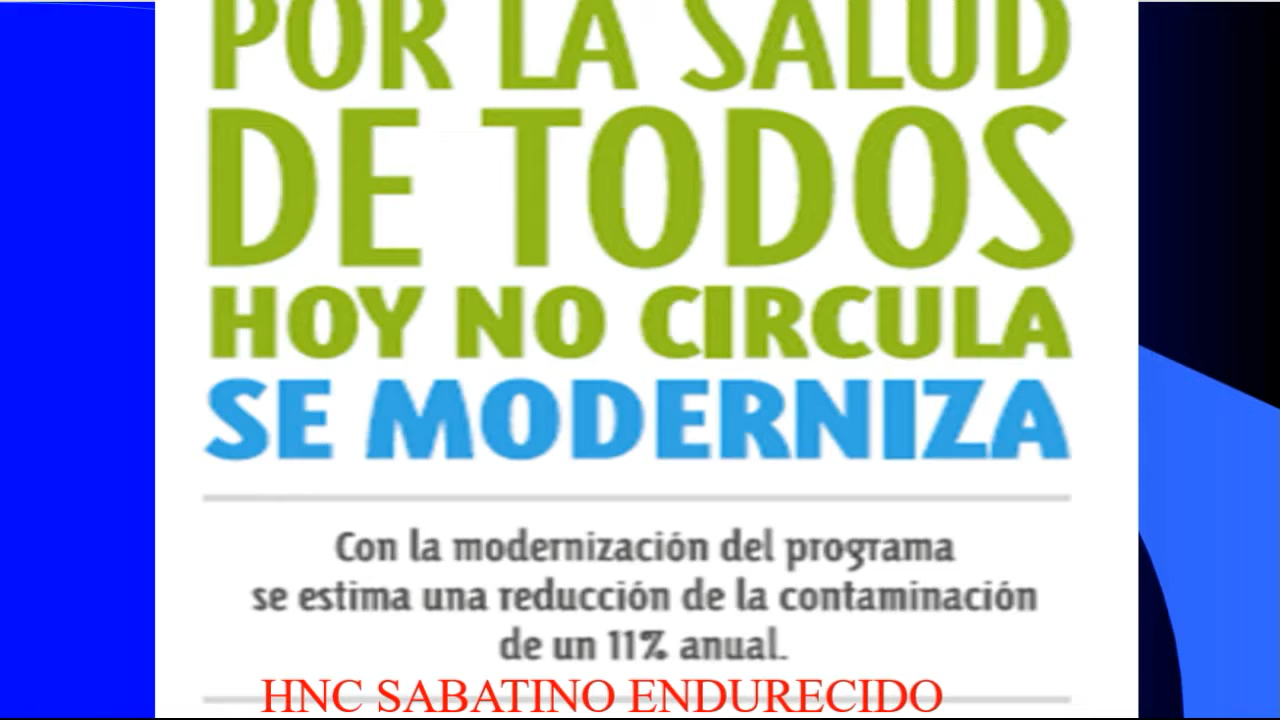 POR LA SALUD
DE TODOS
HOY NO CIRCULA
SE MODERNIZA
Con la modernización del programa
se estima una reducción de la contaminación
de un 11% anual.
HNC SABATINO ENDURECIDO